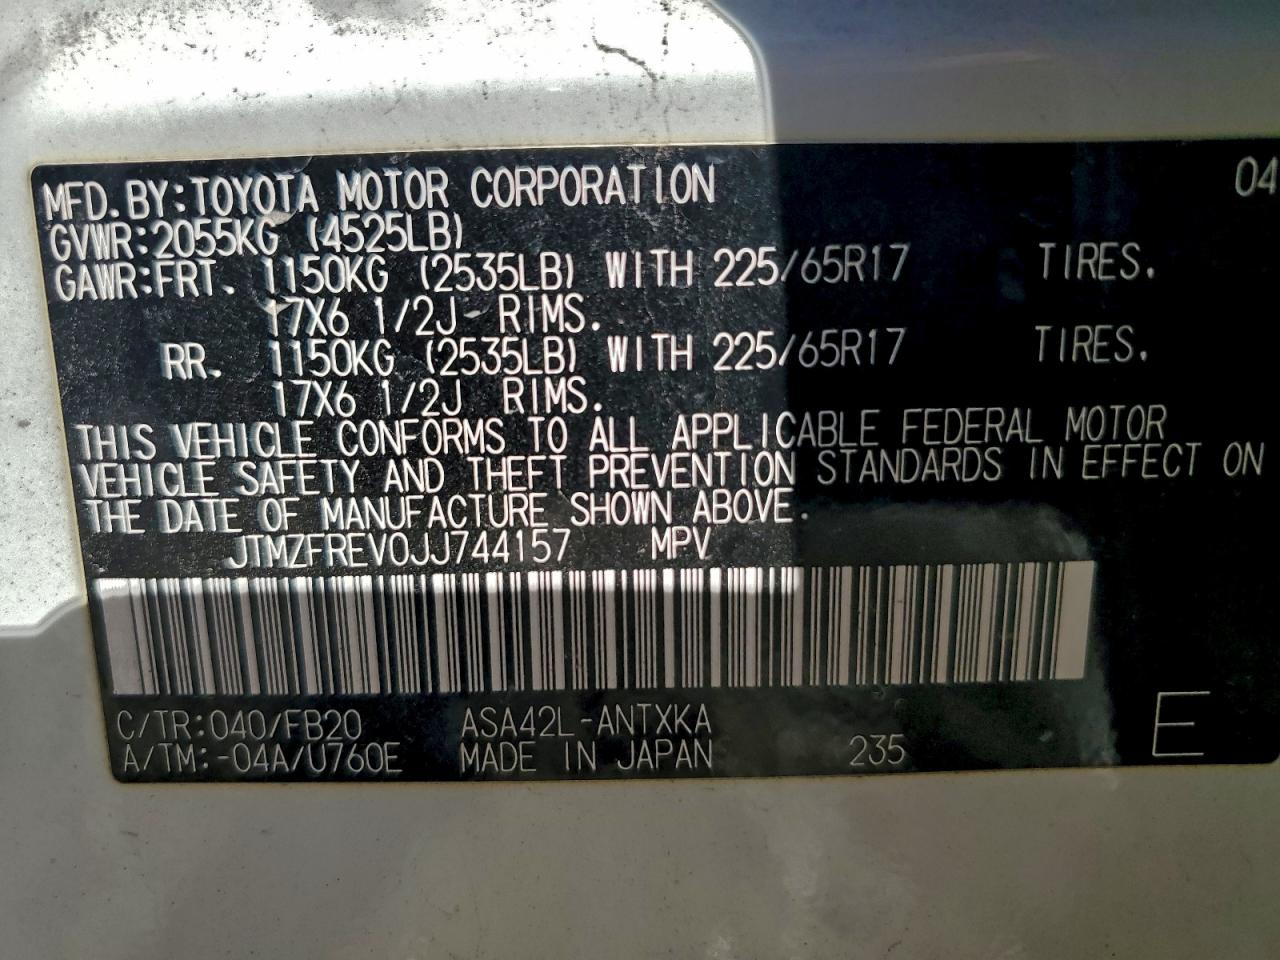 MFD. BY: TOYOTA MOTOR CORPORATION 04
GVWR: 2055KG (4525LB)
GAWR: FRT. 1150KG (2535LB) WITH 225/65R17 TIRES.
17X6 1/2J RIMS.
RR. 1150KG (2535LB) WITH 225/65R17 TIRES.
17X6 1/2J RIMS.
THIS VEHICLE CONFORMS TO ALL APPLICABLE FEDERAL MOTOR
VEHICLE SAFETY AND THEFT PREVENTION STANDARDS IN EFFECT ON
THE DATE OF MANUFACTURE SHOWN ABOVE.
JTMZFREV0JJ744157 MPV
C/TR: 040/FB20 ASA42L-ANTXKA
A/TM: -04A/U760E MADE IN JAPAN 235 E